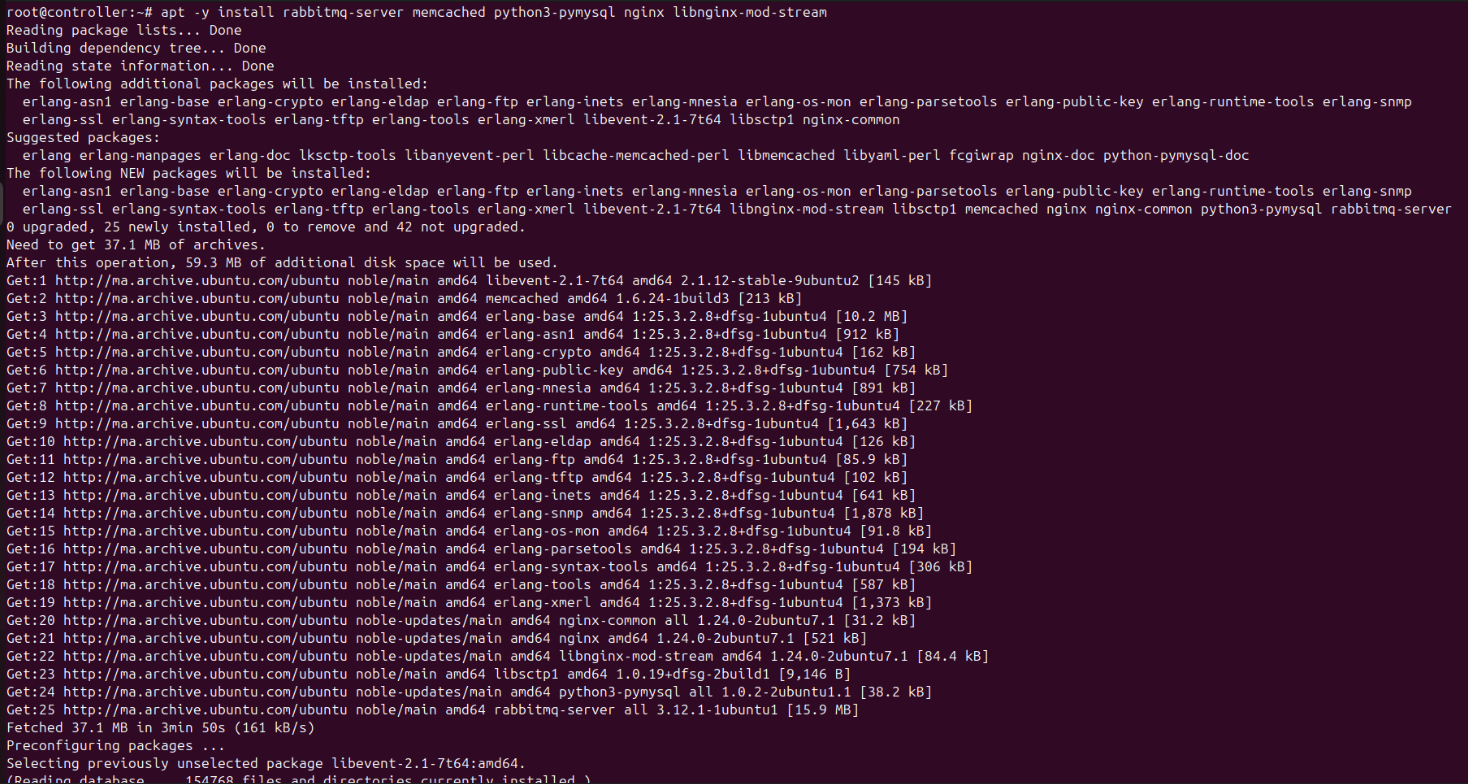 root@controller:~# apt -y install rabbitmq-server memcached python3-pymysql nginx libnginx-mod-stream
Reading package lists... Done
Building dependency tree... Done
Reading state information... Done
The following additional packages will be installed:
  erlang-asn1 erlang-base erlang-crypto erlang-eldap erlang-ftp erlang-inets erlang-mnesia erlang-os-mon erlang-parsetools erlang-public-key erlang-runtime-tools erlang-snmp
  erlang-ssl erlang-syntax-tools erlang-tftp erlang-tools erlang-xmerl libevent-2.1-7t64 libsctp1 nginx-common
Suggested packages:
  erlang erlang-manpages erlang-doc lksctp-tools libanyevent-perl libcache-memcached-perl libmemcached libyaml-perl fcgiwrap nginx-doc python-pymysql-doc
The following NEW packages will be installed:
  erlang-asn1 erlang-base erlang-crypto erlang-eldap erlang-ftp erlang-inets erlang-mnesia erlang-os-mon erlang-parsetools erlang-public-key erlang-runtime-tools erlang-snmp
  erlang-ssl erlang-syntax-tools erlang-tftp erlang-tools erlang-xmerl libevent-2.1-7t64 libnginx-mod-stream libsctp1 memcached nginx nginx-common python3-pymysql rabbitmq-server
0 upgraded, 25 newly installed, 0 to remove and 42 not upgraded.
Need to get 37.1 MB of archives.
After this operation, 59.3 MB of additional disk space will be used.
Get:1 http://ma.archive.ubuntu.com/ubuntu noble/main amd64 libevent-2.1-7t64 amd64 2.1.12-stable-9ubuntu2 [145 kB]
Get:2 http://ma.archive.ubuntu.com/ubuntu noble/main amd64 memcached amd64 1.6.24-1build3 [213 kB]
Get:3 http://ma.archive.ubuntu.com/ubuntu noble/main amd64 erlang-base amd64 1:25.3.2.8+dfsg-1ubuntu4 [10.2 MB]
Get:4 http://ma.archive.ubuntu.com/ubuntu noble/main amd64 erlang-asn1 amd64 1:25.3.2.8+dfsg-1ubuntu4 [912 kB]
Get:5 http://ma.archive.ubuntu.com/ubuntu noble/main amd64 erlang-crypto amd64 1:25.3.2.8+dfsg-1ubuntu4 [162 kB]
Get:6 http://ma.archive.ubuntu.com/ubuntu noble/main amd64 erlang-public-key amd64 1:25.3.2.8+dfsg-1ubuntu4 [754 kB]
Get:7 http://ma.archive.ubuntu.com/ubuntu noble/main amd64 erlang-mnesia amd64 1:25.3.2.8+dfsg-1ubuntu4 [891 kB]
Get:8 http://ma.archive.ubuntu.com/ubuntu noble/main amd64 erlang-runtime-tools amd64 1:25.3.2.8+dfsg-1ubuntu4 [227 kB]
Get:9 http://ma.archive.ubuntu.com/ubuntu noble/main amd64 erlang-ssl amd64 1:25.3.2.8+dfsg-1ubuntu4 [1,643 kB]
Get:10 http://ma.archive.ubuntu.com/ubuntu noble/main amd64 erlang-eldap amd64 1:25.3.2.8+dfsg-1ubuntu4 [126 kB]
Get:11 http://ma.archive.ubuntu.com/ubuntu noble/main amd64 erlang-ftp amd64 1:25.3.2.8+dfsg-1ubuntu4 [85.9 kB]
Get:12 http://ma.archive.ubuntu.com/ubuntu noble/main amd64 erlang-tftp amd64 1:25.3.2.8+dfsg-1ubuntu4 [102 kB]
Get:13 http://ma.archive.ubuntu.com/ubuntu noble/main amd64 erlang-inets amd64 1:25.3.2.8+dfsg-1ubuntu4 [641 kB]
Get:14 http://ma.archive.ubuntu.com/ubuntu noble/main amd64 erlang-snmp amd64 1:25.3.2.8+dfsg-1ubuntu4 [1,878 kB]
Get:15 http://ma.archive.ubuntu.com/ubuntu noble/main amd64 erlang-os-mon amd64 1:25.3.2.8+dfsg-1ubuntu4 [91.8 kB]
Get:16 http://ma.archive.ubuntu.com/ubuntu noble/main amd64 erlang-parsetools amd64 1:25.3.2.8+dfsg-1ubuntu4 [194 kB]
Get:17 http://ma.archive.ubuntu.com/ubuntu noble/main amd64 erlang-syntax-tools amd64 1:25.3.2.8+dfsg-1ubuntu4 [306 kB]
Get:18 http://ma.archive.ubuntu.com/ubuntu noble/main amd64 erlang-tools amd64 1:25.3.2.8+dfsg-1ubuntu4 [587 kB]
Get:19 http://ma.archive.ubuntu.com/ubuntu noble/main amd64 erlang-xmerl amd64 1:25.3.2.8+dfsg-1ubuntu4 [1,373 kB]
Get:20 http://ma.archive.ubuntu.com/ubuntu noble-updates/main amd64 nginx-common all 1.24.0-2ubuntu7.1 [31.2 kB]
Get:21 http://ma.archive.ubuntu.com/ubuntu noble-updates/main amd64 nginx amd64 1.24.0-2ubuntu7.1 [521 kB]
Get:22 http://ma.archive.ubuntu.com/ubuntu noble-updates/main amd64 libnginx-mod-stream amd64 1.24.0-2ubuntu7.1 [84.4 kB]
Get:23 http://ma.archive.ubuntu.com/ubuntu noble/main amd64 libsctp1 amd64 1.0.19+dfsg-2build1 [9,146 B]
Get:24 http://ma.archive.ubuntu.com/ubuntu noble-updates/main amd64 python3-pymysql all 1.0.2-2ubuntu1.1 [38.2 kB]
Get:25 http://ma.archive.ubuntu.com/ubuntu noble/main amd64 rabbitmq-server all 3.12.1-1ubuntu1 [15.9 MB]
Fetched 37.1 MB in 3min 50s (161 kB/s)
Preconfiguring packages ...
Selecting previously unselected package libevent-2.1-7t64:amd64.
(Reading database ... 154768 files and directories currently installed.)